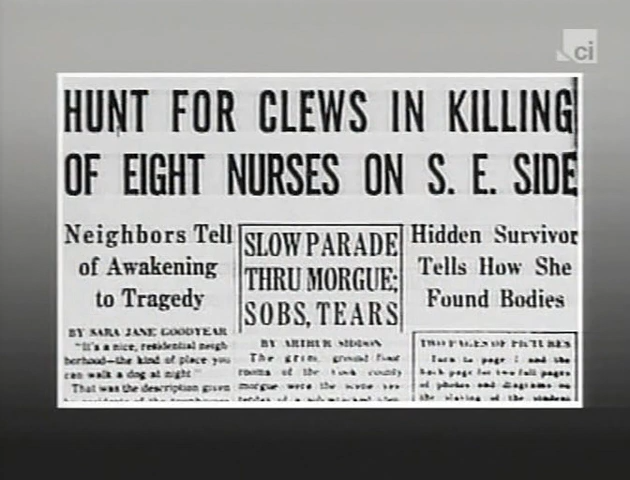 ci
HUNT FOR CLEWS IN KILLING
OF EIGHT NURSES ON S. E. SIDE
Neighbors Tell
of Awakening
to Tragedy
BY SARA JANE GOODYEAR
"It's a nice, residential neigh
borhood—the kind of place you
can walk a dog at night"
That was the description given
SLOW PARADE
THRU MORGUE;
SOBS, TEARS
BY ARTHUR SIDDON
The grim, ground floor
rooms of the Cook county
morgue were the scene
Hidden Survivor
Tells How She
Found Bodies
TWO PAGES OF PICTURES
Turn to page and the
back page for two full pages
of photos and diagrams on
the slaying of the student